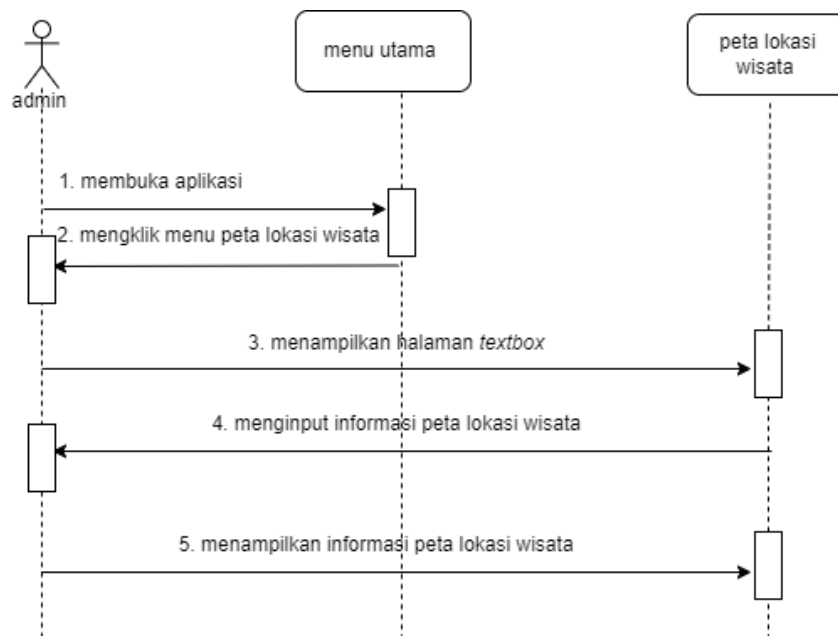 menu utama
peta lokasi
wisata
admin
1. membuka aplikasi
2. mengklik menu peta lokasi wisata
3. menampilkan halaman textbox
4. menginput informasi peta lokasi wisata
5. menampilkan informasi peta lokasi wisata